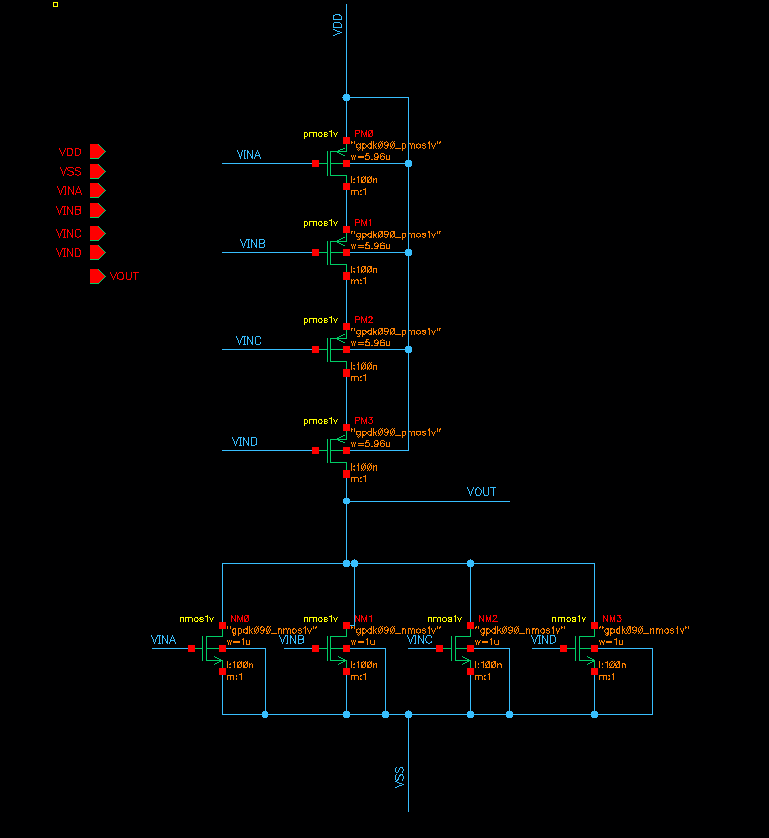 VDD
VDD
VSS
VINA
VINB
VINC
VIND
VOUT
pmos1v
PM0
"gpdk090_pmos1v"
VINA
w=5.96u
l:100n
m:1
pmos1v
PM1
"gpdk090_pmos1v"
VINB
w=5.96u
l:100n
m:1
pmos1v
PM2
"gpdk090_pmos1v"
VINC
w=5.96u
l:100n
m:1
pmos1v
PM3
"gpdk090_pmos1v"
VIND
w=5.96u
l:100n
m:1
VOUT
nmos1v
NM0
"gpdk090_nmos1v"
VINA
w=1u
l:100n
m:1
nmos1v
NM1
"gpdk090_nmos1v"
VINB
w=1u
l:100n
m:1
nmos1v
NM2
"gpdk090_nmos1v"
VINC
w=1u
l:100n
m:1
nmos1v
NM3
"gpdk090_nmos1v"
VIND
w=1u
l:100n
m:1
VSS